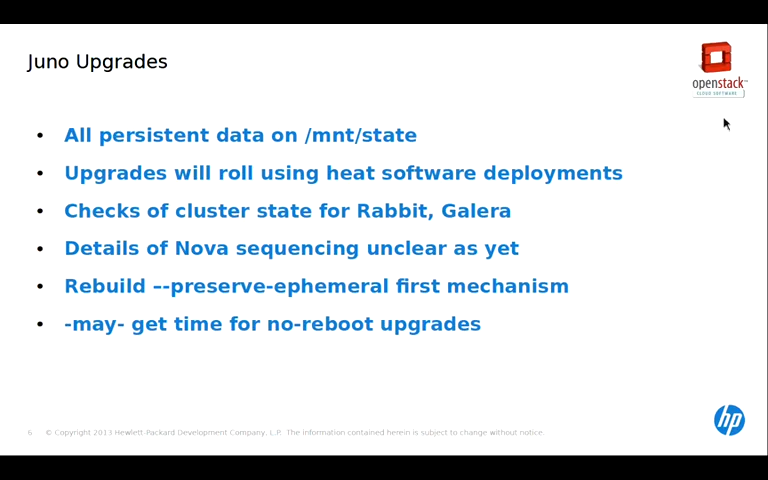 Juno Upgrades
openstack™
CLOUD SOFTWARE
• All persistent data on /mnt/state
• Upgrades will roll using heat software deployments
• Checks of cluster state for Rabbit, Galera
• Details of Nova sequencing unclear as yet
• Rebuild --preserve-ephemeral first mechanism
• -may- get time for no-reboot upgrades
hp
6 © Copyright 2013 Hewlett-Packard Development Company, L.P. The information contained herein is subject to change without notice.